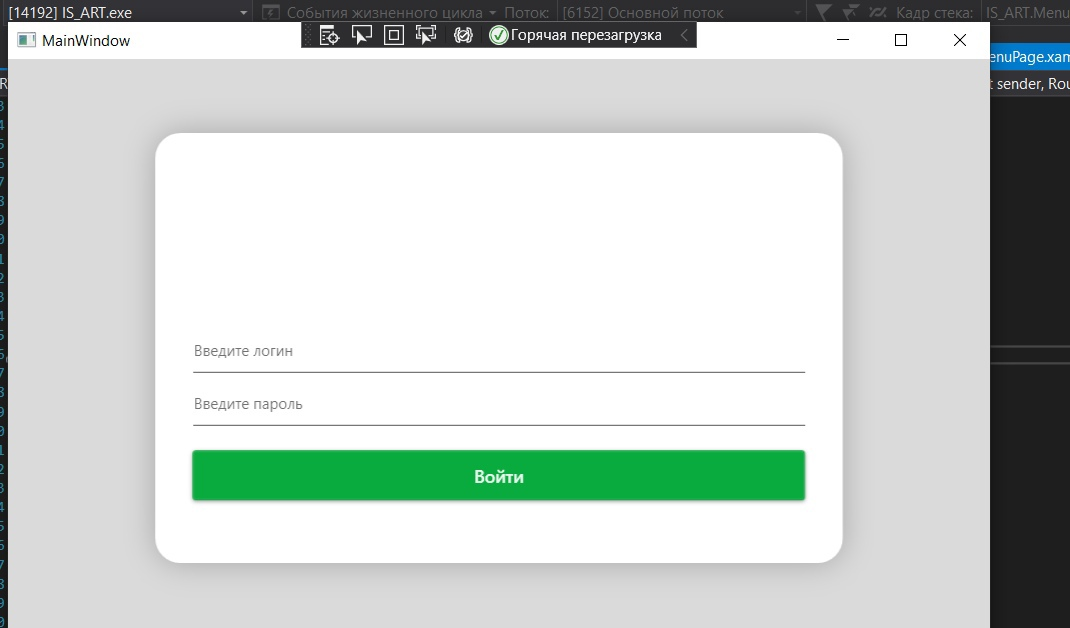 [14192] IS_ART.exe События жизненного цикла Поток: [6152] Основной поток Кадр стека: IS_ART.Menu
MainWindow Горячая перезагрузка
enuPage.xam
t sender, Rou
Введите логин
Введите пароль
Войти